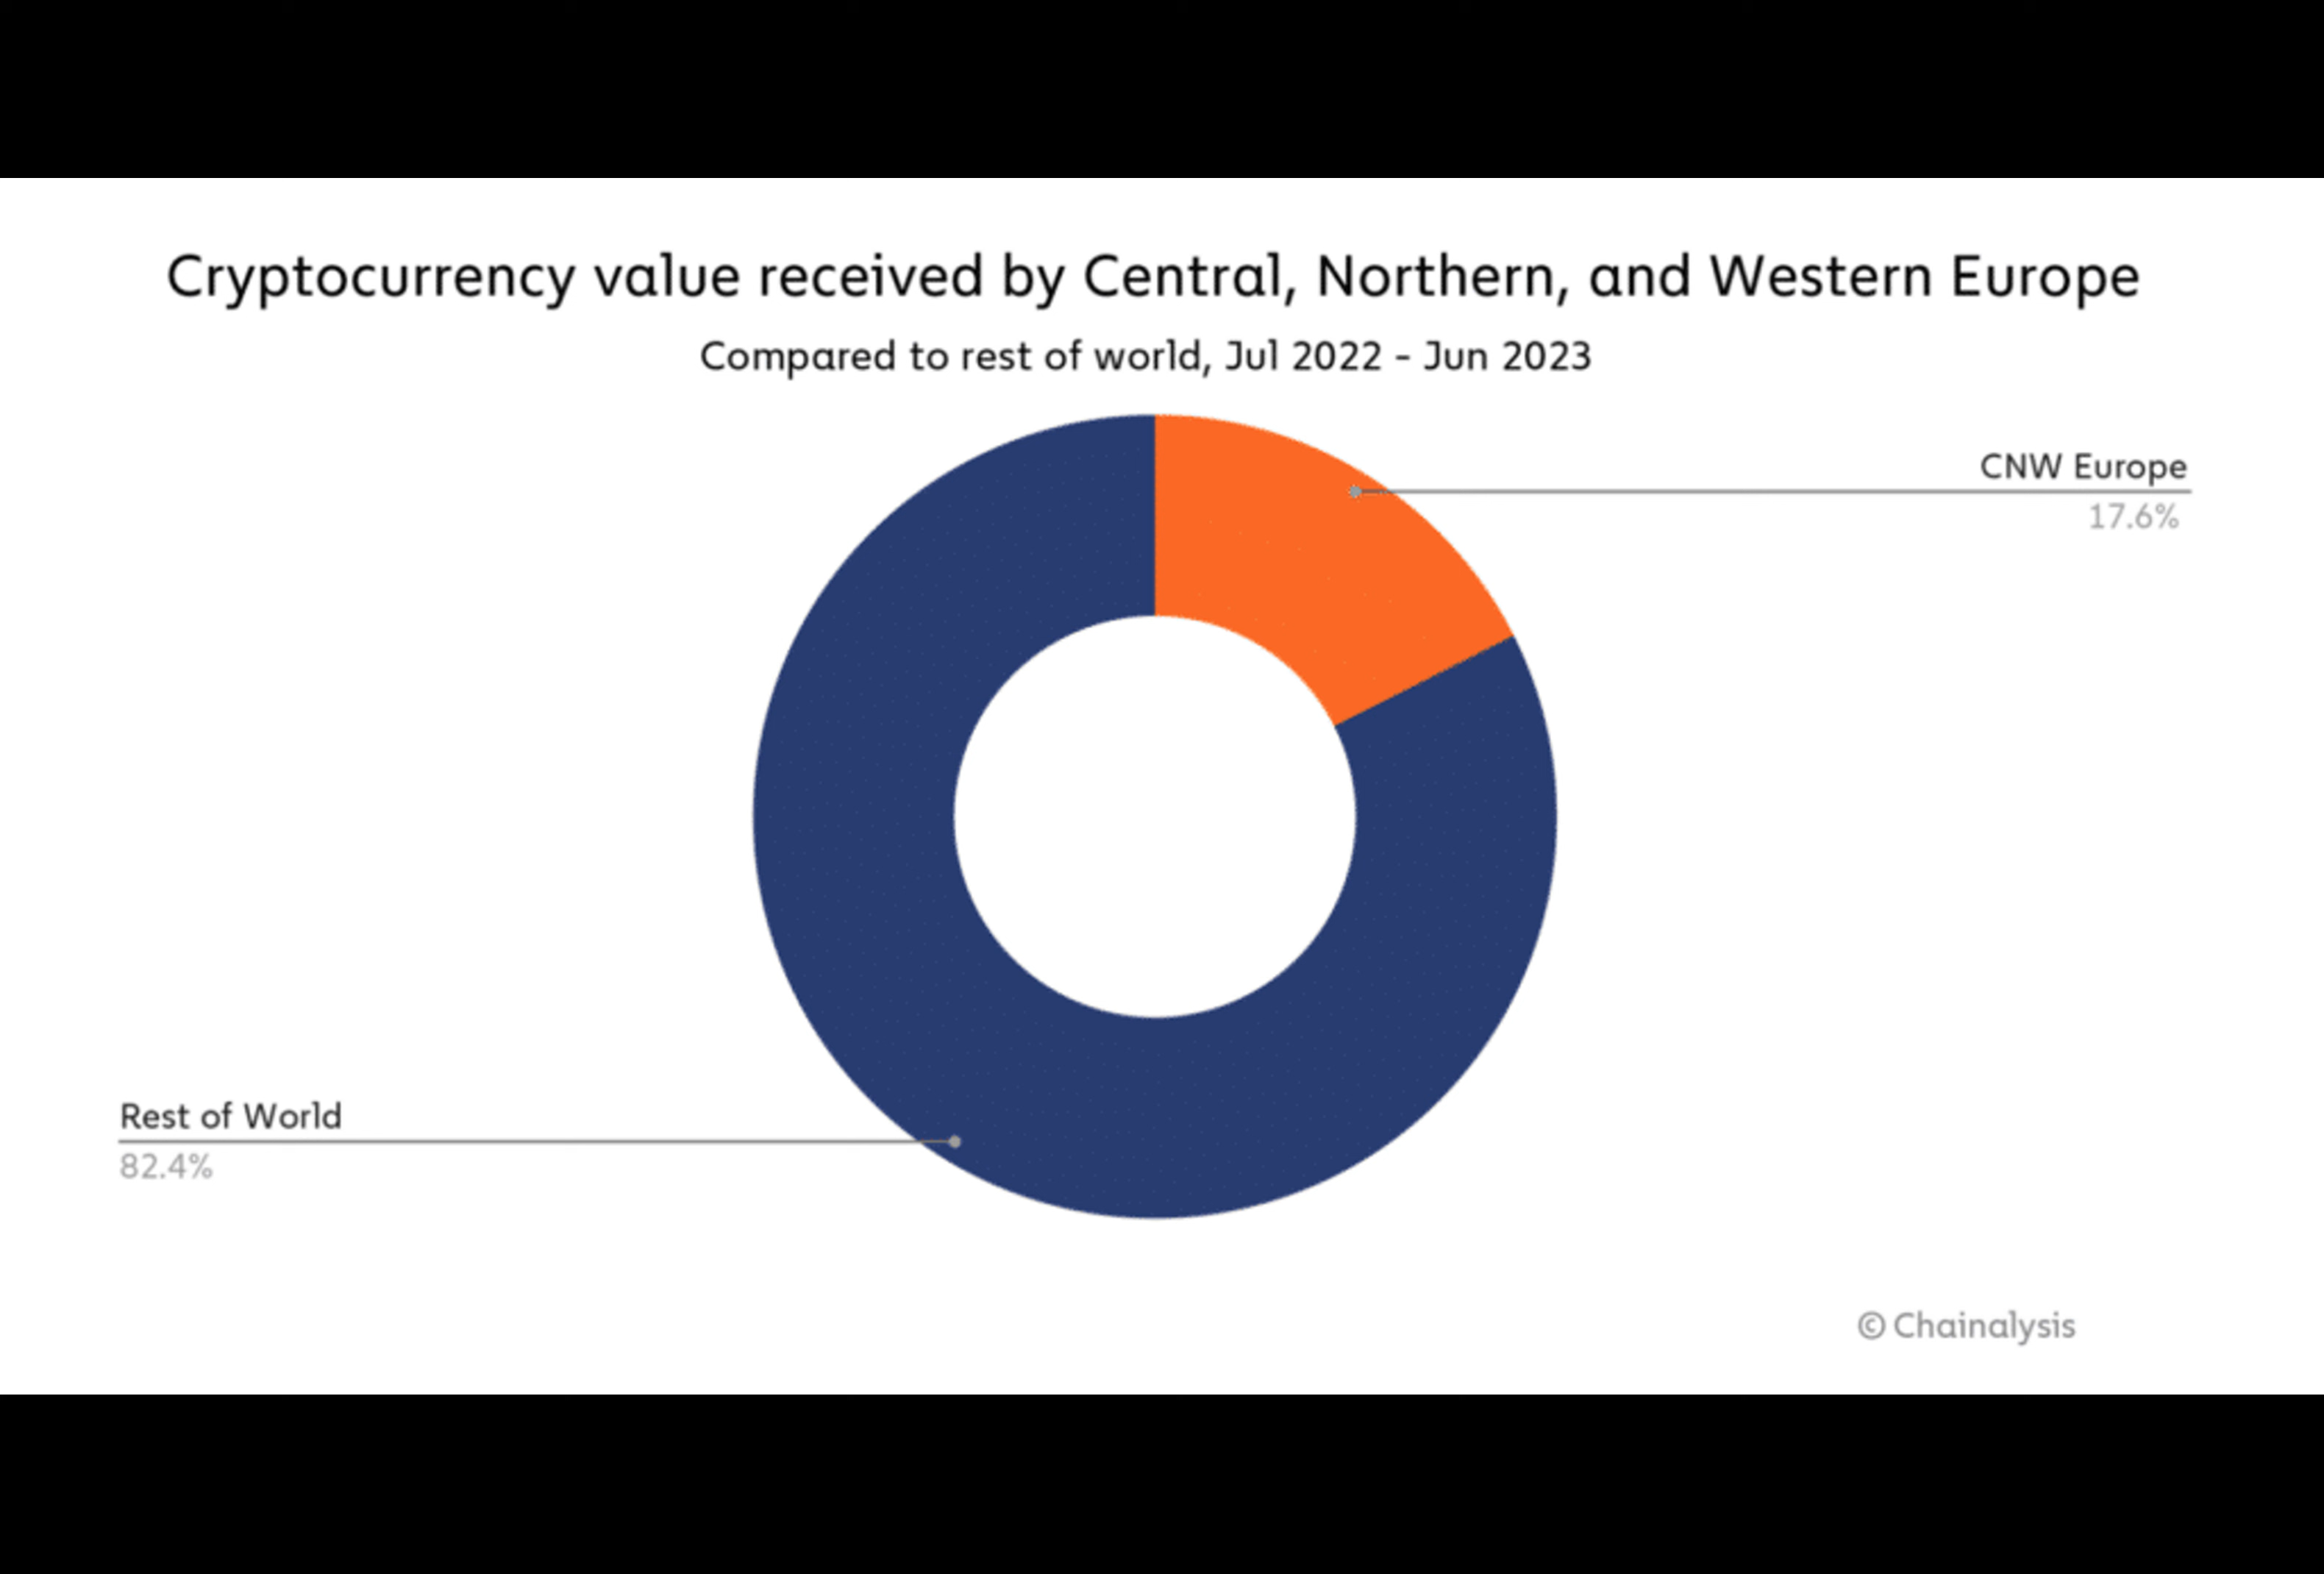 Cryptocurrency value received by Central, Northern, and Western Europe
Compared to rest of world, Jul 2022 - Jun 2023
CNW Europe
17.6%
Rest of World
82.4%
© Chainalysis